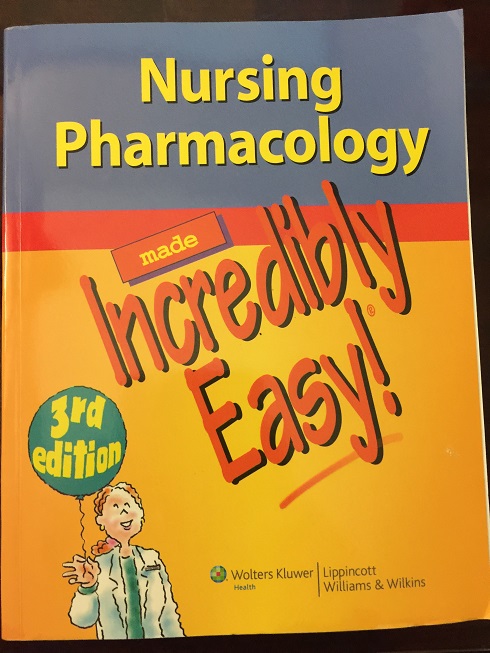 Nursing
Pharmacology
made
Incredibly
Easy!®
3rd
edition
Wolters Kluwer
Health
Lippincott
Williams & Wilkins